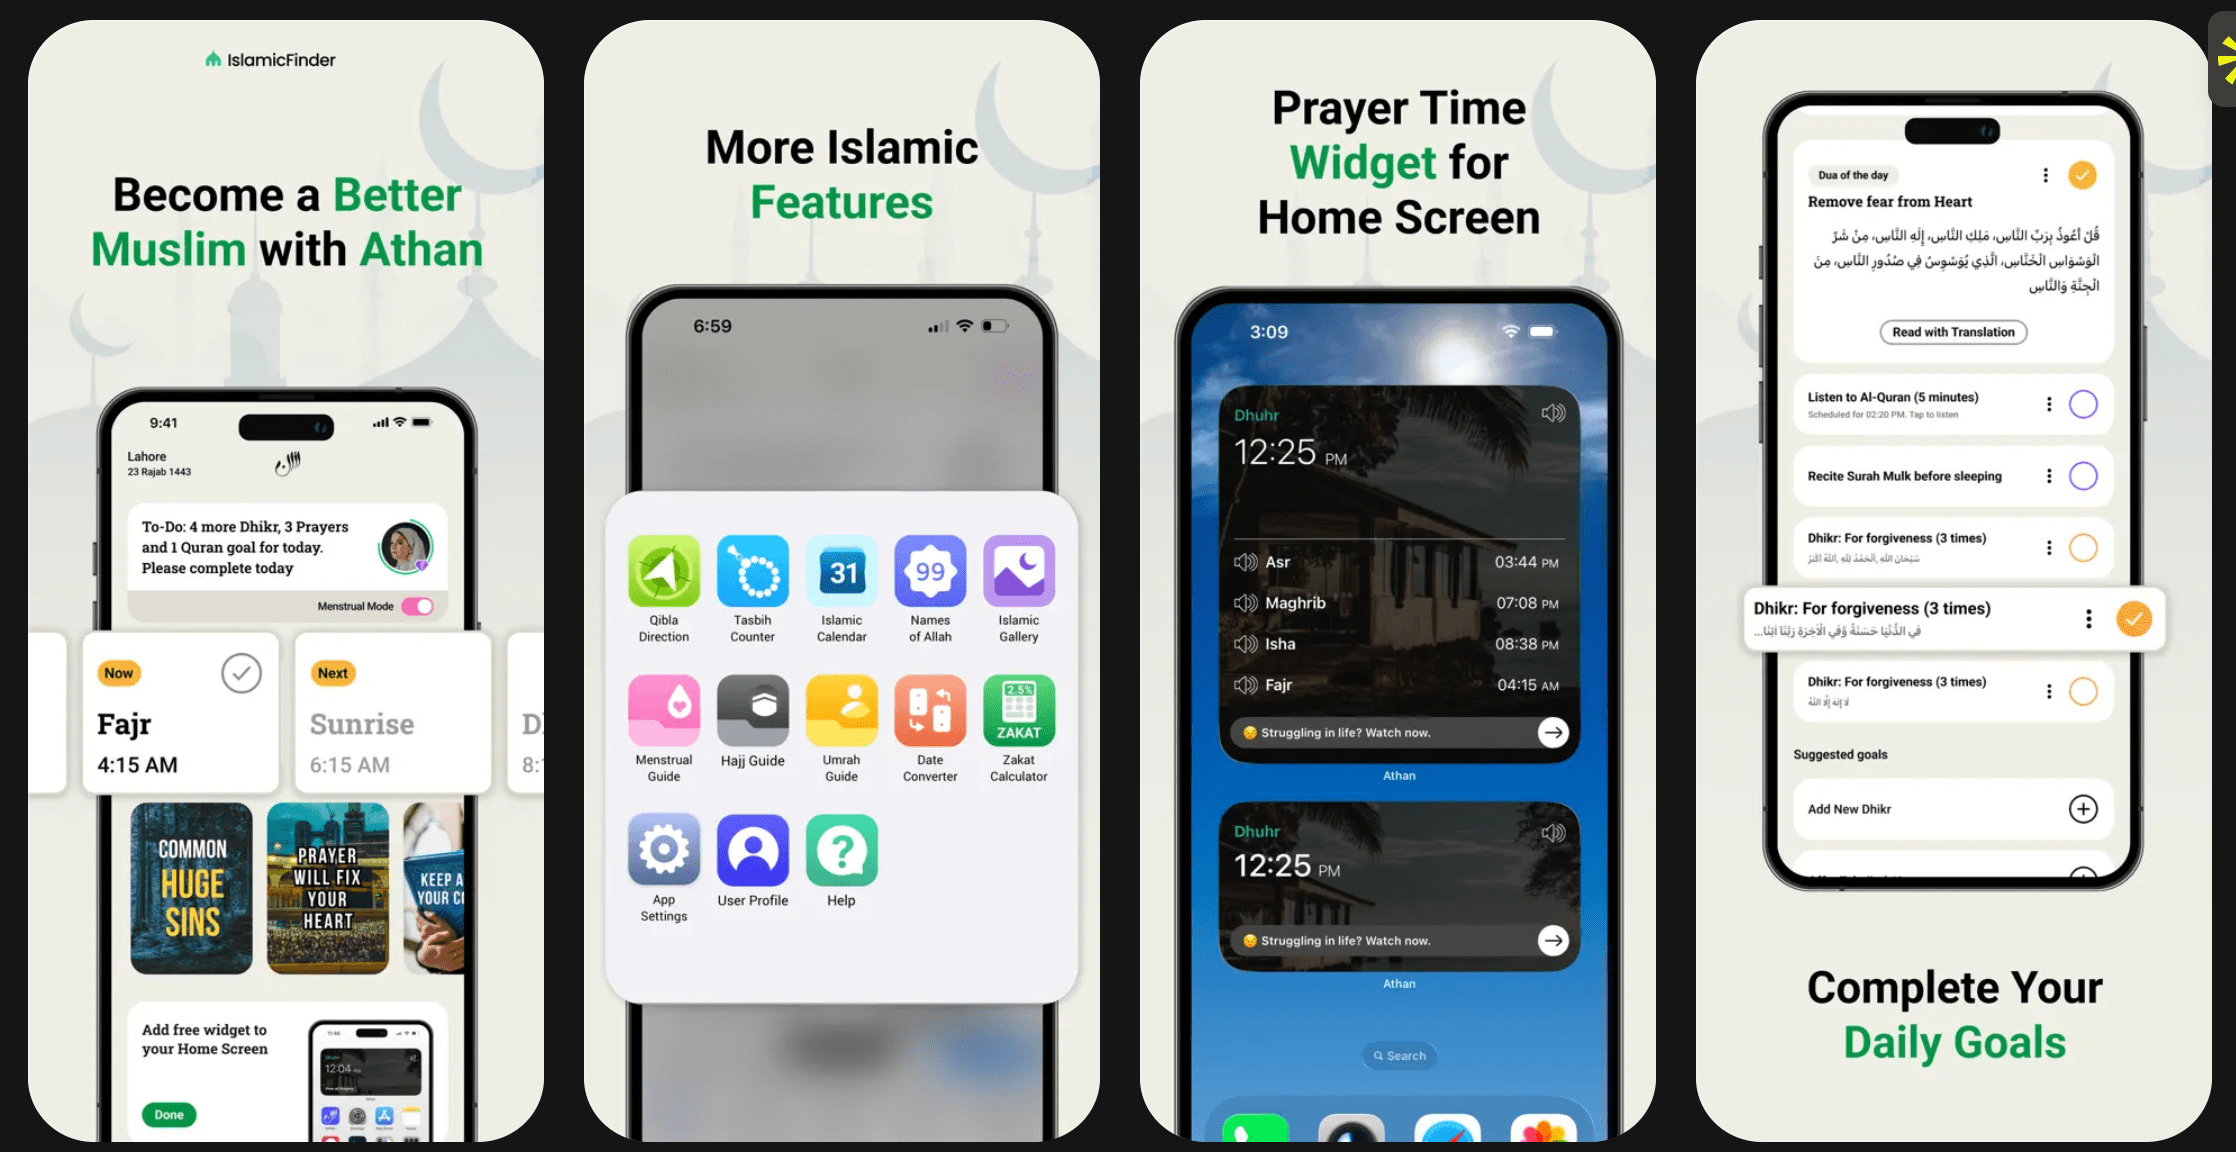 IslamicFinder
Become a Better
Muslim with Athan
9:41
Lahore
23 Rajab 1443
To-Do: 4 more Dhikr, 3 Prayers
and 1 Quran goal for today.
Please complete today
Menstrual Mode
Now
Fajr
4:15 AM
Next
Sunrise
6:15 AM
COMMON
HUGE
SINS
PRAYER
WILL FIX
YOUR
HEART
KEEP A
YOUR
Add free widget to
your Home Screen
Done
Dhuhr
12:04
More Islamic
Features
6:59
Qibla
Direction
Tasbih
Counter
31
Islamic
Calendar
99
Names
of Allah
Islamic
Gallery
Menstrual
Guide
Hajj Guide
Umrah
Guide
Date
Converter
2.5%
ZAKAT
Zakat
Calculator
App
Settings
User Profile
?
Help
Prayer Time
Widget for
Home Screen
3:09
Dhuhr
12:25 PM
Asr 03:44 PM
Maghrib 07:08 PM
Isha 08:38 PM
Fajr 04:15 AM
Struggling in life? Watch now.
Athan
Dhuhr
12:25 PM
Struggling in life? Watch now.
Athan
Search
Dua of the day
Remove fear from Heart
قُلْ أَعُوذُ بِرَبِّ النَّاسِ، مَلِكِ النَّاسِ، إِلَهِ النَّاسِ، مِنْ شَرِّ
الْوَسْوَاسِ الْخَنَّاسِ، الَّذِي يُوَسْوِسُ فِي صُدُورِ النَّاسِ، مِنَ
الْجِنَّةِ وَالنَّاسِ
Read with Translation
Listen to Al-Quran (5 minutes)
Scheduled for 02:20 PM. Tap to listen
Recite Surah Mulk before sleeping
Dhikr: For forgiveness (3 times)
سُبْحَانَ اللَّهِ ,اَلْحَمْدُ لِلَّهِ ,اَللَّهُ أَكْبَرُ
Dhikr: For forgiveness (3 times)
فِي الدُّنْيَا حَسَنَةً وَّفِي الْاٰخِرَةِ رَبَّنَآ اٰتِنَا...
Dhikr: For forgiveness (3 times)
لَا إِلَهَ إِلَّا اللَّهُ
Suggested goals
Add New Dhikr
Complete Your
Daily Goals